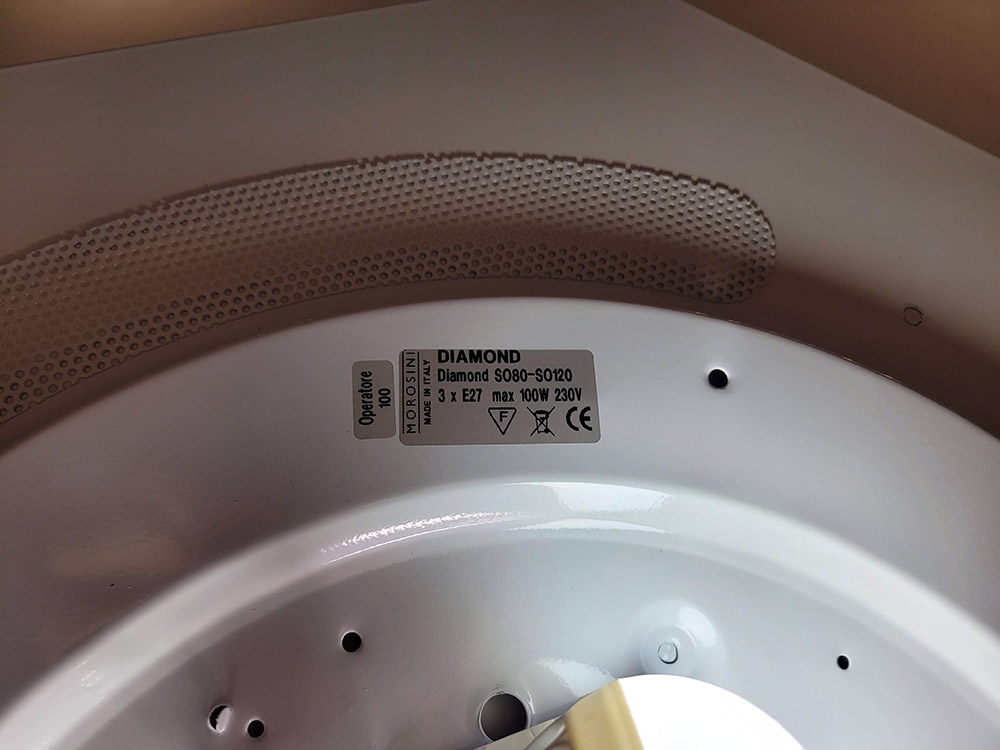 Operatore
100
MOROSINI
MADE IN ITALY
DIAMOND
Diamond SO80-SO120
3 x E27 max 100W 230V
F
CE